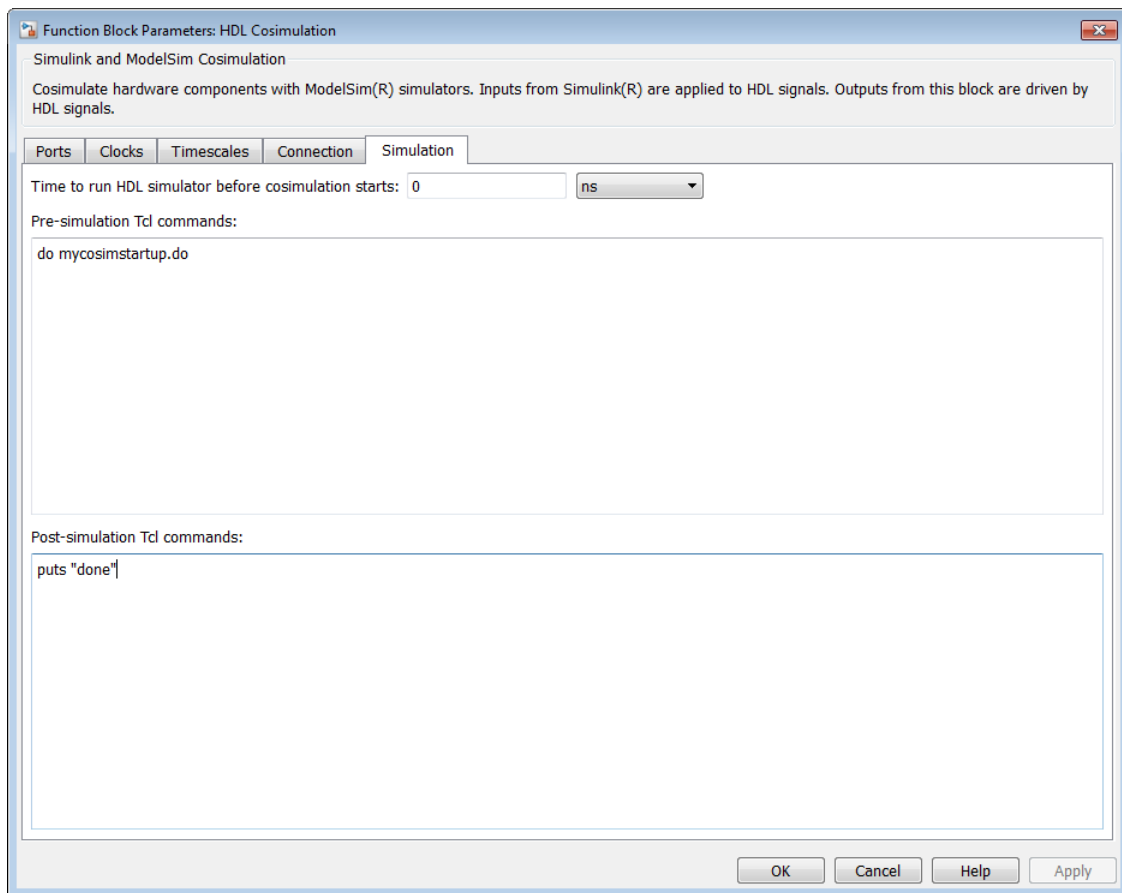 Function Block Parameters: HDL Cosimulation
Simulink and ModelSim Cosimulation
Cosimulate hardware components with ModelSim(R) simulators. Inputs from Simulink(R) are applied to HDL signals. Outputs from this block are driven by
HDL signals.
Ports Clocks Timescales Connection Simulation
Time to run HDL simulator before cosimulation starts: 0 ns
Pre-simulation Tcl commands:
do mycosimstartup.do
Post-simulation Tcl commands:
puts "done"
OK Cancel Help Apply